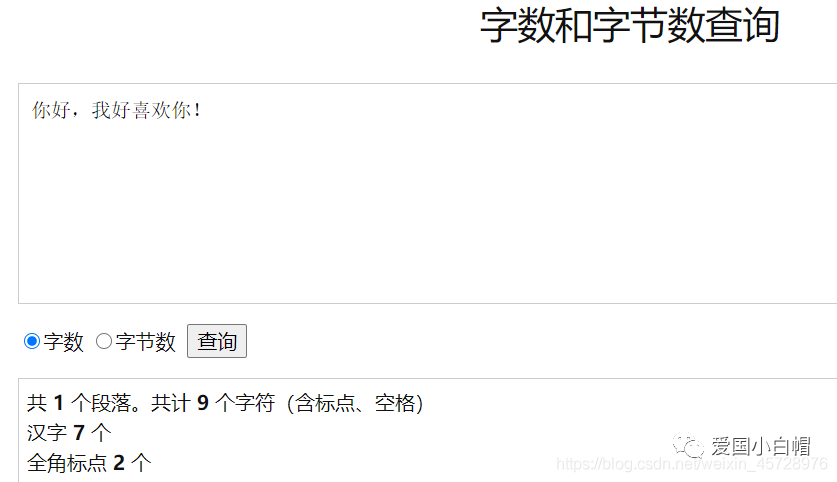 字数和字节数查询
你好，我好喜欢你！
字数 字节数 查询
共 1 个段落。共计 9 个字符（含标点、空格）
汉字 7 个
全角标点 2 个
爱国小白帽
https://blog.csdn.net/weixin_45728976